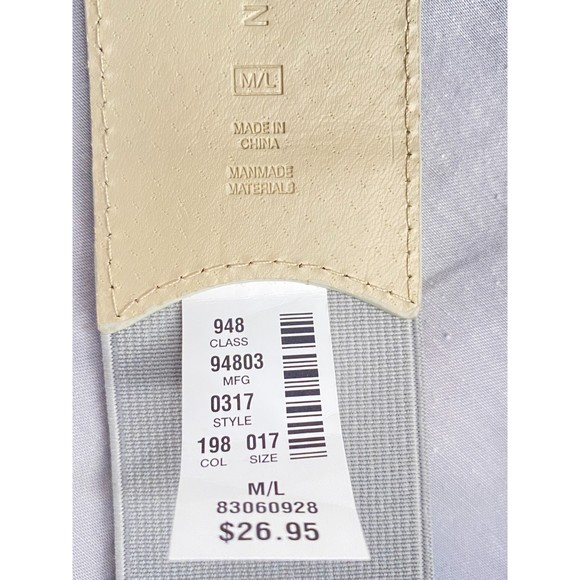 M/L
MADE IN
CHINA
MANMADE
MATERIALS
948
CLASS
94803
MFG
0317
STYLE
198 017
COL SIZE
M/L
83060928
$26.95